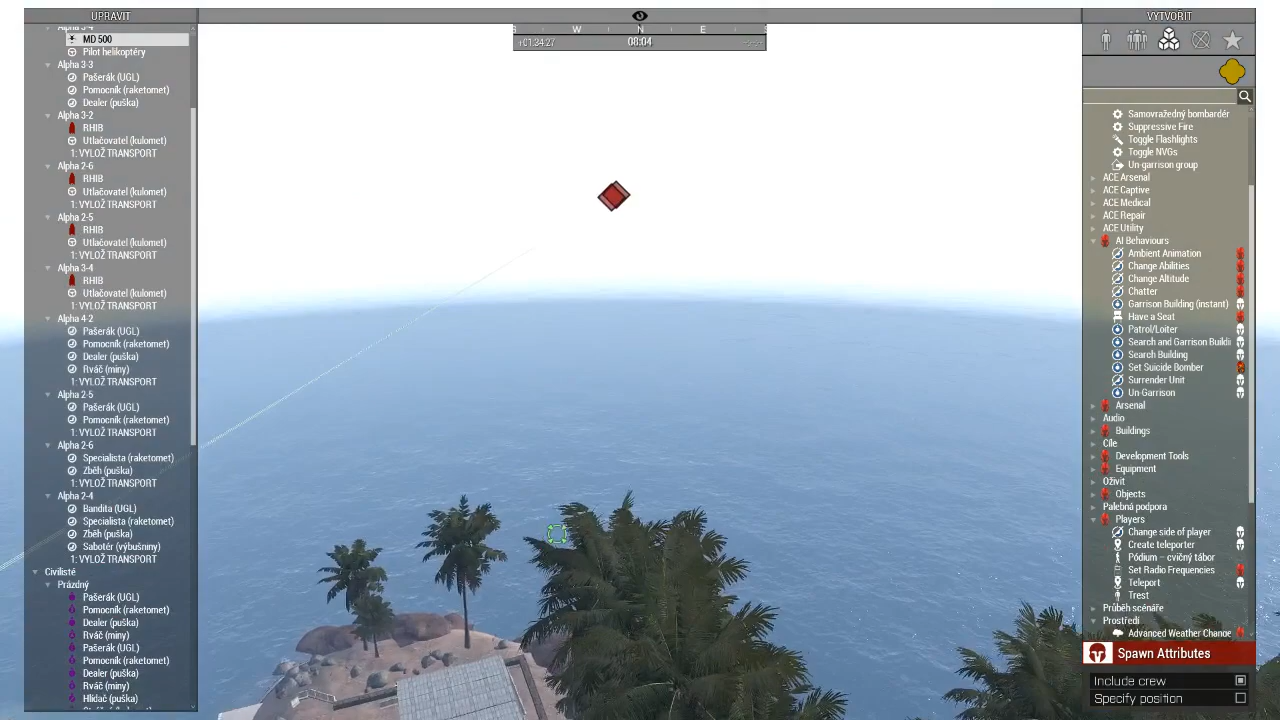 UPRAVIT
Alpha 3-4
MD 500
Pilot helikoptéry
Alpha 3-3
Pašerák (UGL)
Pomocník (raketomet)
Dealer (puška)
Alpha 3-2
RHIB
Utlačovatel (kulomet)
1: VYLOŽ TRANSPORT
Alpha 2-6
RHIB
Utlačovatel (kulomet)
1: VYLOŽ TRANSPORT
Alpha 2-5
RHIB
Utlačovatel (kulomet)
1: VYLOŽ TRANSPORT
Alpha 3-4
RHIB
Utlačovatel (kulomet)
1: VYLOŽ TRANSPORT
Alpha 4-2
Pašerák (UGL)
Pomocník (raketomet)
Dealer (puška)
Rváč (miny)
1: VYLOŽ TRANSPORT
Alpha 2-5
Pašerák (UGL)
Pomocník (raketomet)
1: VYLOŽ TRANSPORT
Alpha 2-6
Specialista (raketomet)
Zběh (puška)
1: VYLOŽ TRANSPORT
Alpha 2-4
Bandita (UGL)
Specialista (raketomet)
Zběh (puška)
Sabotér (výbušniny)
1: VYLOŽ TRANSPORT
Civilisté
Prázdný
Pašerák (UGL)
Pomocník (raketomet)
Dealer (puška)
Rváč (miny)
Pašerák (UGL)
Pomocník (raketomet)
Dealer (puška)
Rváč (miny)
Hlídač (puška)
W N E
+01:34:27 08:04 --:--
VYTVOŘIT
Samovražedný bombardér
Suppressive Fire
Toggle Flashlights
Toggle NVGs
Un-garrison group
ACE Arsenal
ACE Captive
ACE Medical
ACE Repair
ACE Utility
AI Behaviours
Ambient Animation
Change Abilities
Change Altitude
Chatter
Garrison Building (instant)
Have a Seat
Patrol/Loiter
Search and Garrison Buildi
Search Building
Set Suicide Bomber
Surrender Unit
Un-Garrison
Arsenal
Audio
Buildings
Cíle
Development Tools
Equipment
Oživit
Objects
Palebná podpora
Players
Change side of player
Create teleporter
Pódium – cvičný tábor
Set Radio Frequencies
Teleport
Trest
Průběh scénáře
Prostředí
Advanced Weather Change
Spawn Attributes
Include crew
Specify position